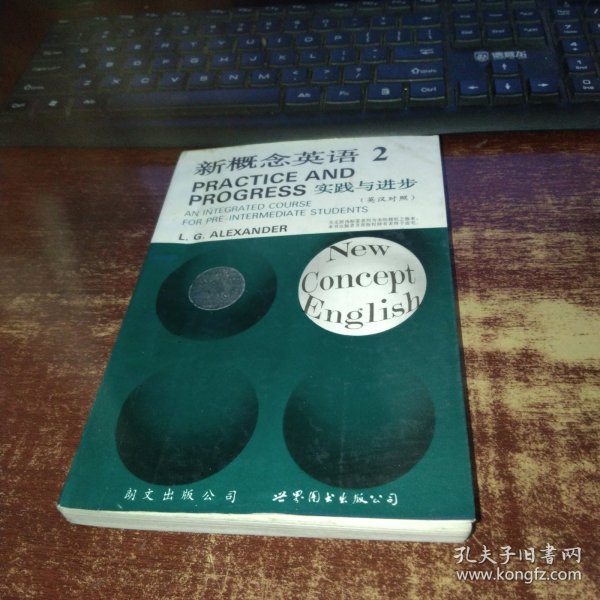 新概念英语 2
PRACTICE AND
PROGRESS 实践与进步
AN INTEGRATED COURSE
(英汉对照)
FOR PRE-INTERMEDIATE STUDENTS
L. G. ALEXANDER
New
Concept
English
朗文出版公司 世界图书出版公司
孔夫子旧书网
www.kongfz.com